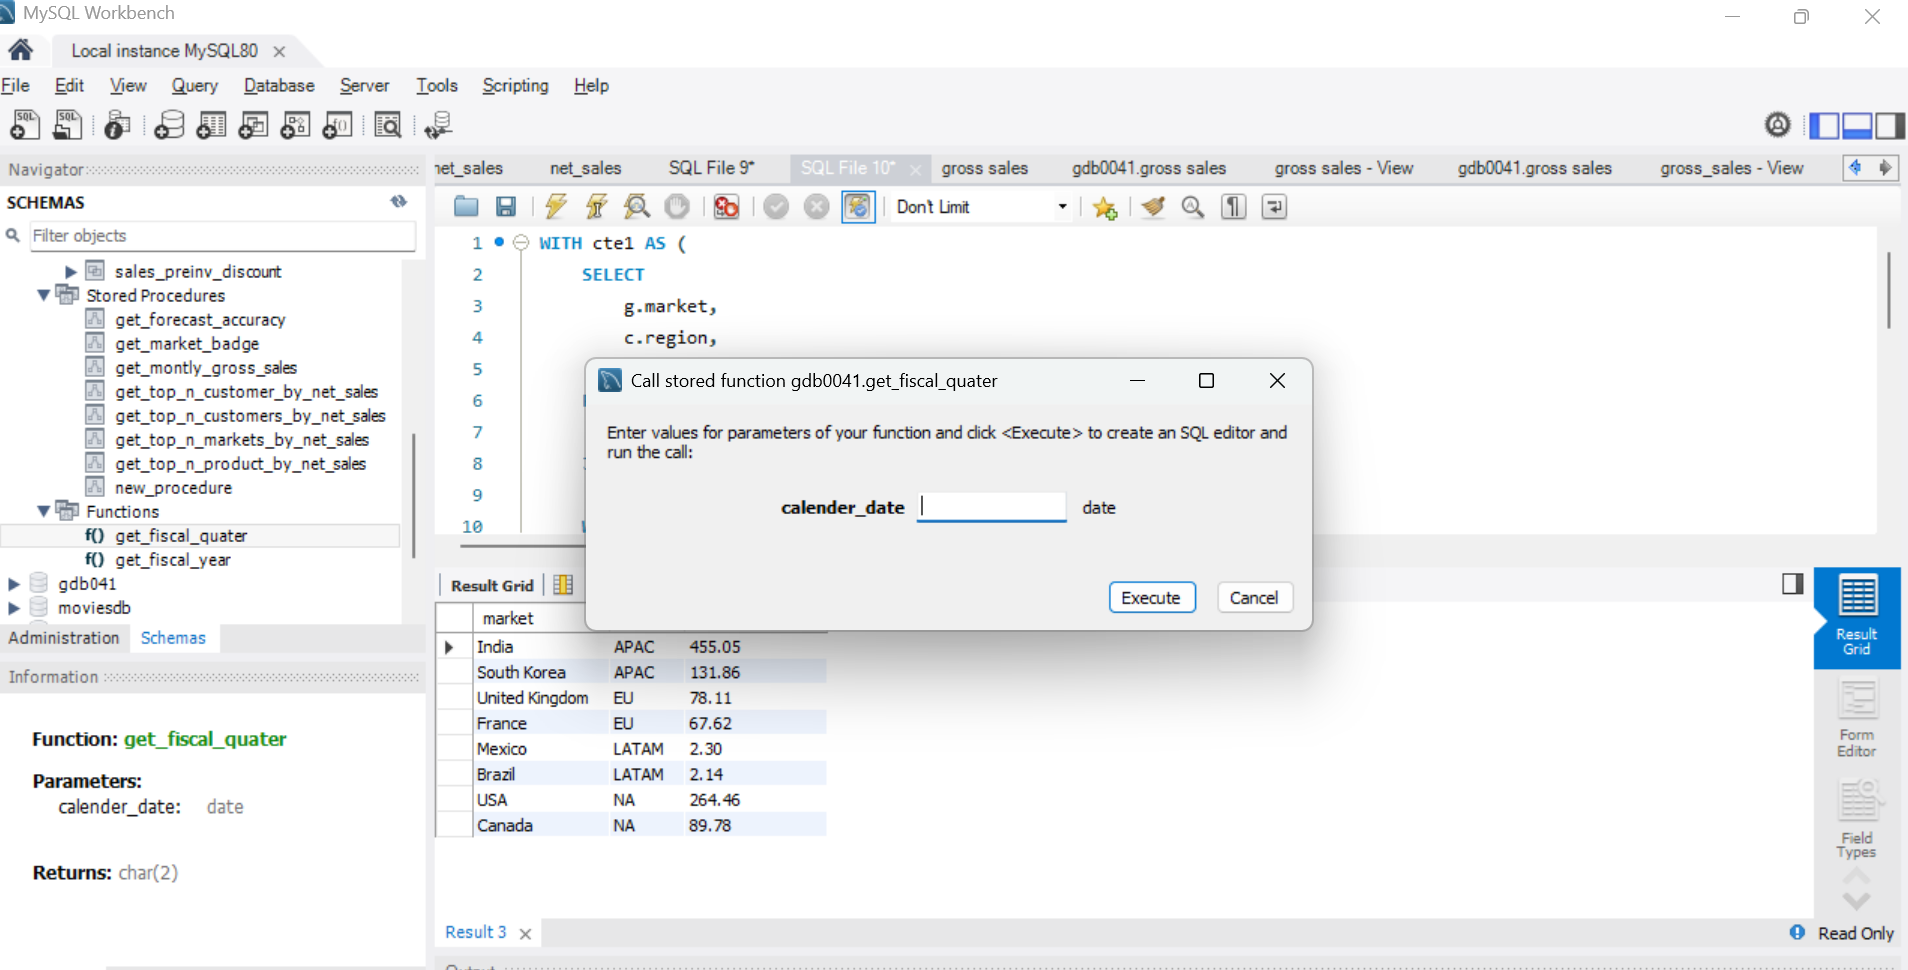 MySQL Workbench
Local instance MySQL80
File Edit View Query Database Server Tools Scripting Help
Navigator
SCHEMAS
Filter objects
sales_preinv_discount
Stored Procedures
get_forecast_accuracy
get_market_badge
get_montly_gross_sales
get_top_n_customer_by_net_sales
get_top_n_customers_by_net_sales
get_top_n_markets_by_net_sales
get_top_n_product_by_net_sales
new_procedure
Functions
f() get_fiscal_quater
f() get_fiscal_year
gdb041
moviesdb
Administration Schemas
Information
Function: get_fiscal_quater
Parameters:
calender_date: date
Returns: char(2)
net_sales net_sales SQL File 9* SQL File 10* gross sales gdb0041.gross sales gross sales - View gdb0041.gross sales gross_sales - View
Don't Limit
1 WITH cte1 AS (
2 SELECT
3 g.market,
4 c.region,
5
6
7
8
9
10
Call stored function gdb0041.get_fiscal_quater
Enter values for parameters of your function and click <Execute> to create an SQL editor and
run the call:
calender_date date
Execute Cancel
Result Grid
market
India APAC 455.05
South Korea APAC 131.86
United Kingdom EU 78.11
France EU 67.62
Mexico LATAM 2.30
Brazil LATAM 2.14
USA NA 264.46
Canada NA 89.78
Result
Grid
Form
Editor
Field
Types
Result 3
Read Only